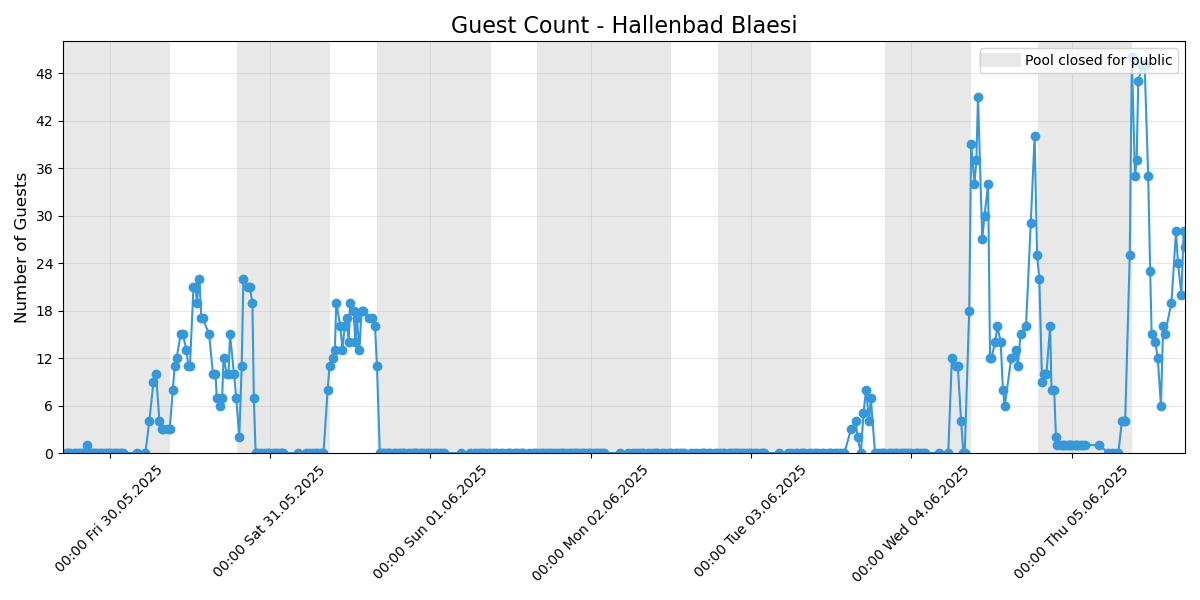 Guest Count - Hallenbad Blaesi
Pool closed for public
Number of Guests
48
42
36
30
24
18
12
6
0
00:00 Fri 30.05.2025
00:00 Sat 31.05.2025
00:00 Sun 01.06.2025
00:00 Mon 02.06.2025
00:00 Tue 03.06.2025
00:00 Wed 04.06.2025
00:00 Thu 05.06.2025